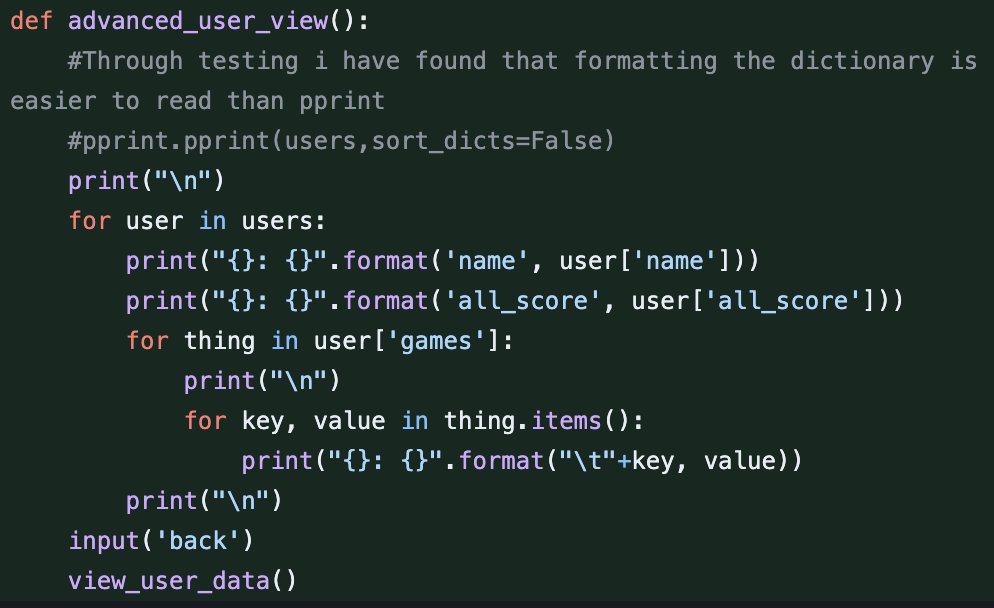 def advanced_user_view():
    #Through testing i have found that formatting the dictionary is
easier to read than pprint
    #pprint.pprint(users,sort_dicts=False)
    print("\n")
    for user in users:
        print("{}: {}".format('name', user['name']))
        print("{}: {}".format('all_score', user['all_score']))
        for thing in user['games']:
            print("\n")
            for key, value in thing.items():
                print("{}: {}".format("\t"+key, value))
        print("\n")
    input('back')
    view_user_data()